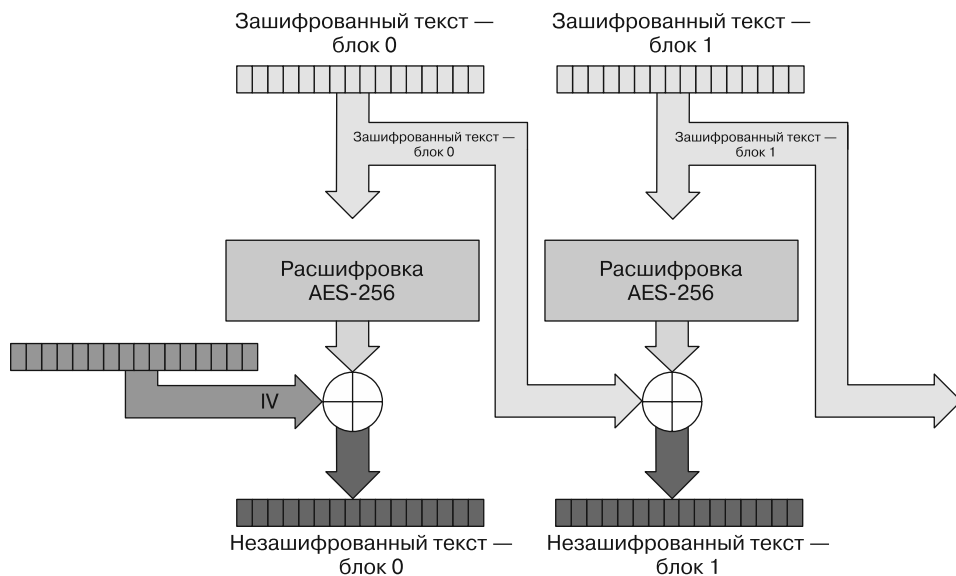 Зашифрованный текст —
блок 0
Зашифрованный текст —
блок 1
Зашифрованный текст —
блок 0
Зашифрованный текст —
блок 1
Расшифровка
AES-256
Расшифровка
AES-256
IV
Незашифрованный текст —
блок 0
Незашифрованный текст —
блок 1